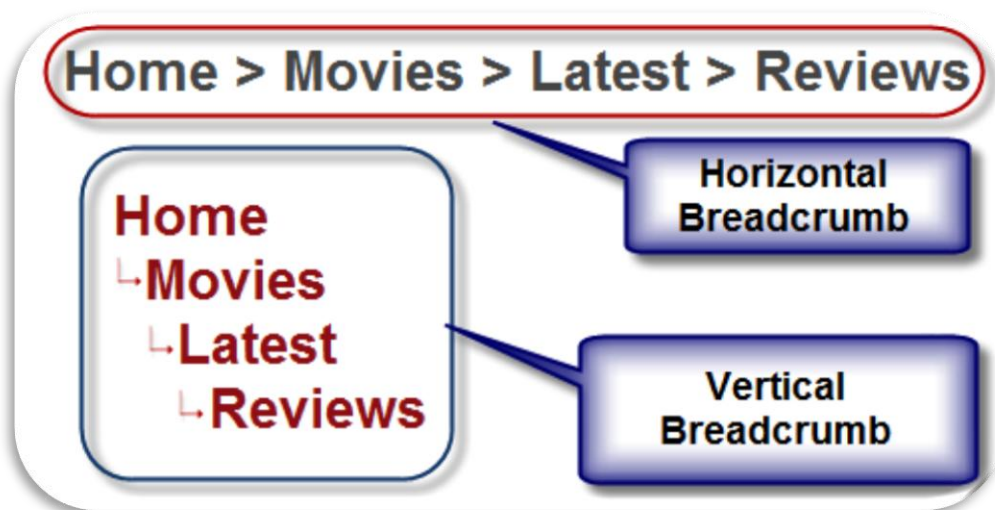 Home > Movies > Latest > Reviews
Horizontal
Breadcrumb
Home
Movies
Latest
Reviews
Vertical
Breadcrumb